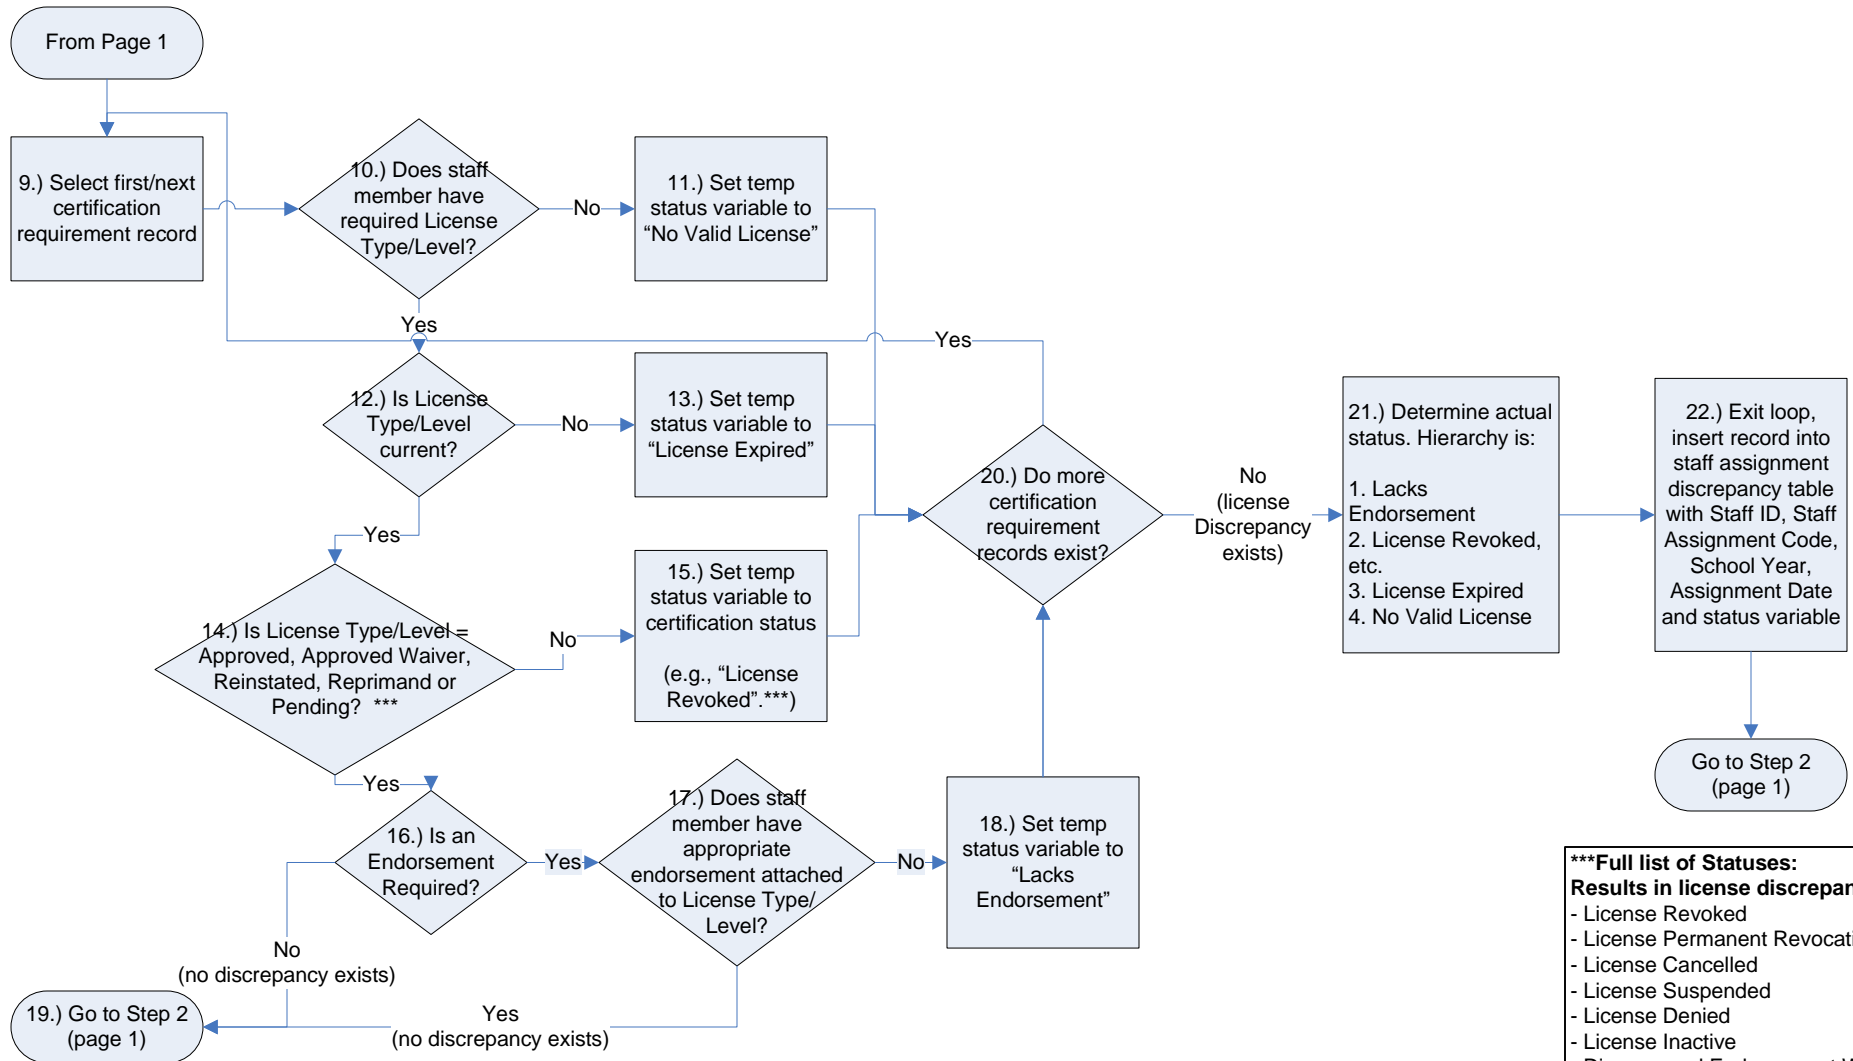 From Page 1
9.) Select first/next
certification
requirement record
10.) Does staff
member have
required License
Type/Level?
No
11.) Set temp
status variable to
“No Valid License”
Yes
Yes
12.) Is License
Type/Level
current?
No
13.) Set temp
status variable to
“License Expired”
Yes
14.) Is License Type/Level =
Approved, Approved Waiver,
Reinstated, Reprimand or
Pending? ***
No
15.) Set temp
status variable to
certification status
(e.g., “License
Revoked”.***)
Yes
16.) Is an
Endorsement
Required?
Yes
17.) Does staff
member have
appropriate
endorsement attached
to License Type/
Level?
No
18.) Set temp
status variable to
“Lacks
Endorsement”
No
(no discrepancy exists)
Yes
(no discrepancy exists)
19.) Go to Step 2
(page 1)
20.) Do more
certification
requirement
records exist?
No
(license
Discrepancy
exists)
21.) Determine actual
status. Hierarchy is:
1. Lacks
Endorsement
2. License Revoked,
etc.
3. License Expired
4. No Valid License
22.) Exit loop,
insert record into
staff assignment
discrepancy table
with Staff ID, Staff
Assignment Code,
School Year,
Assignment Date
and status variable
Go to Step 2
(page 1)
***Full list of Statuses:
Results in license discrepan
- License Revoked
- License Permanent Revocati
- License Cancelled
- License Suspended
- License Denied
- License Inactive